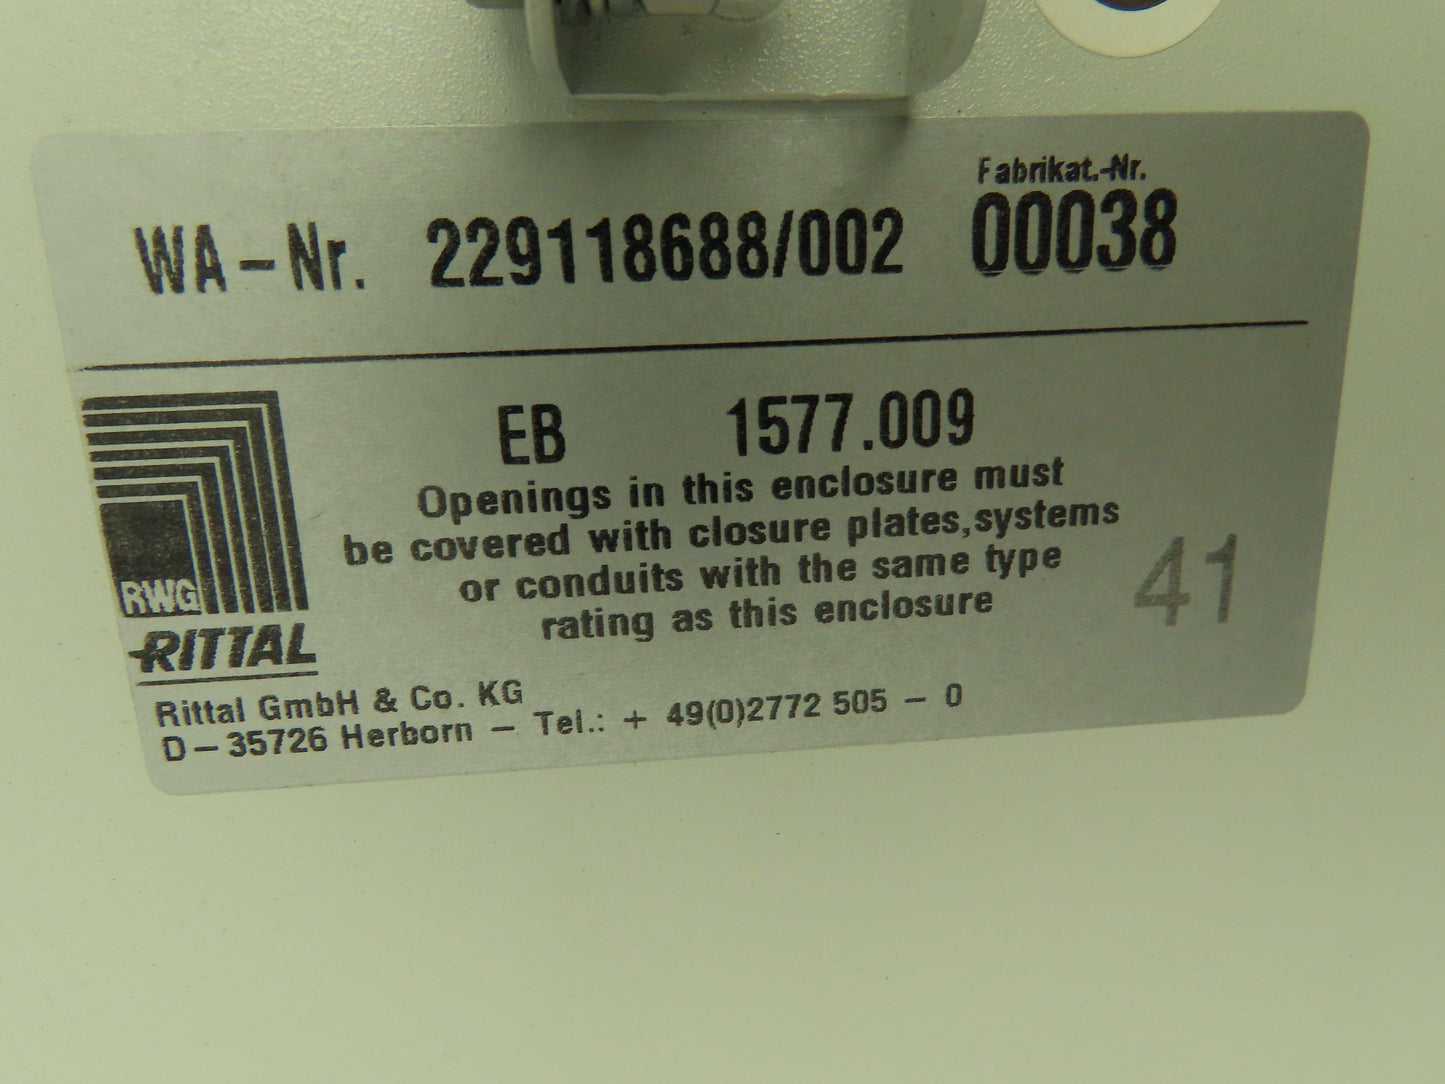 Fabrikat.-Nr.
WA-Nr. 229118688/002 00038
EB 1577.009
Openings in this enclosure must
be covered with closure plates,systems
or conduits with the same type
rating as this enclosure
41
RWG
RITTAL
Rittal GmbH & Co. KG
D-35726 Herborn - Tel.: + 49(0)2772 505 - 0